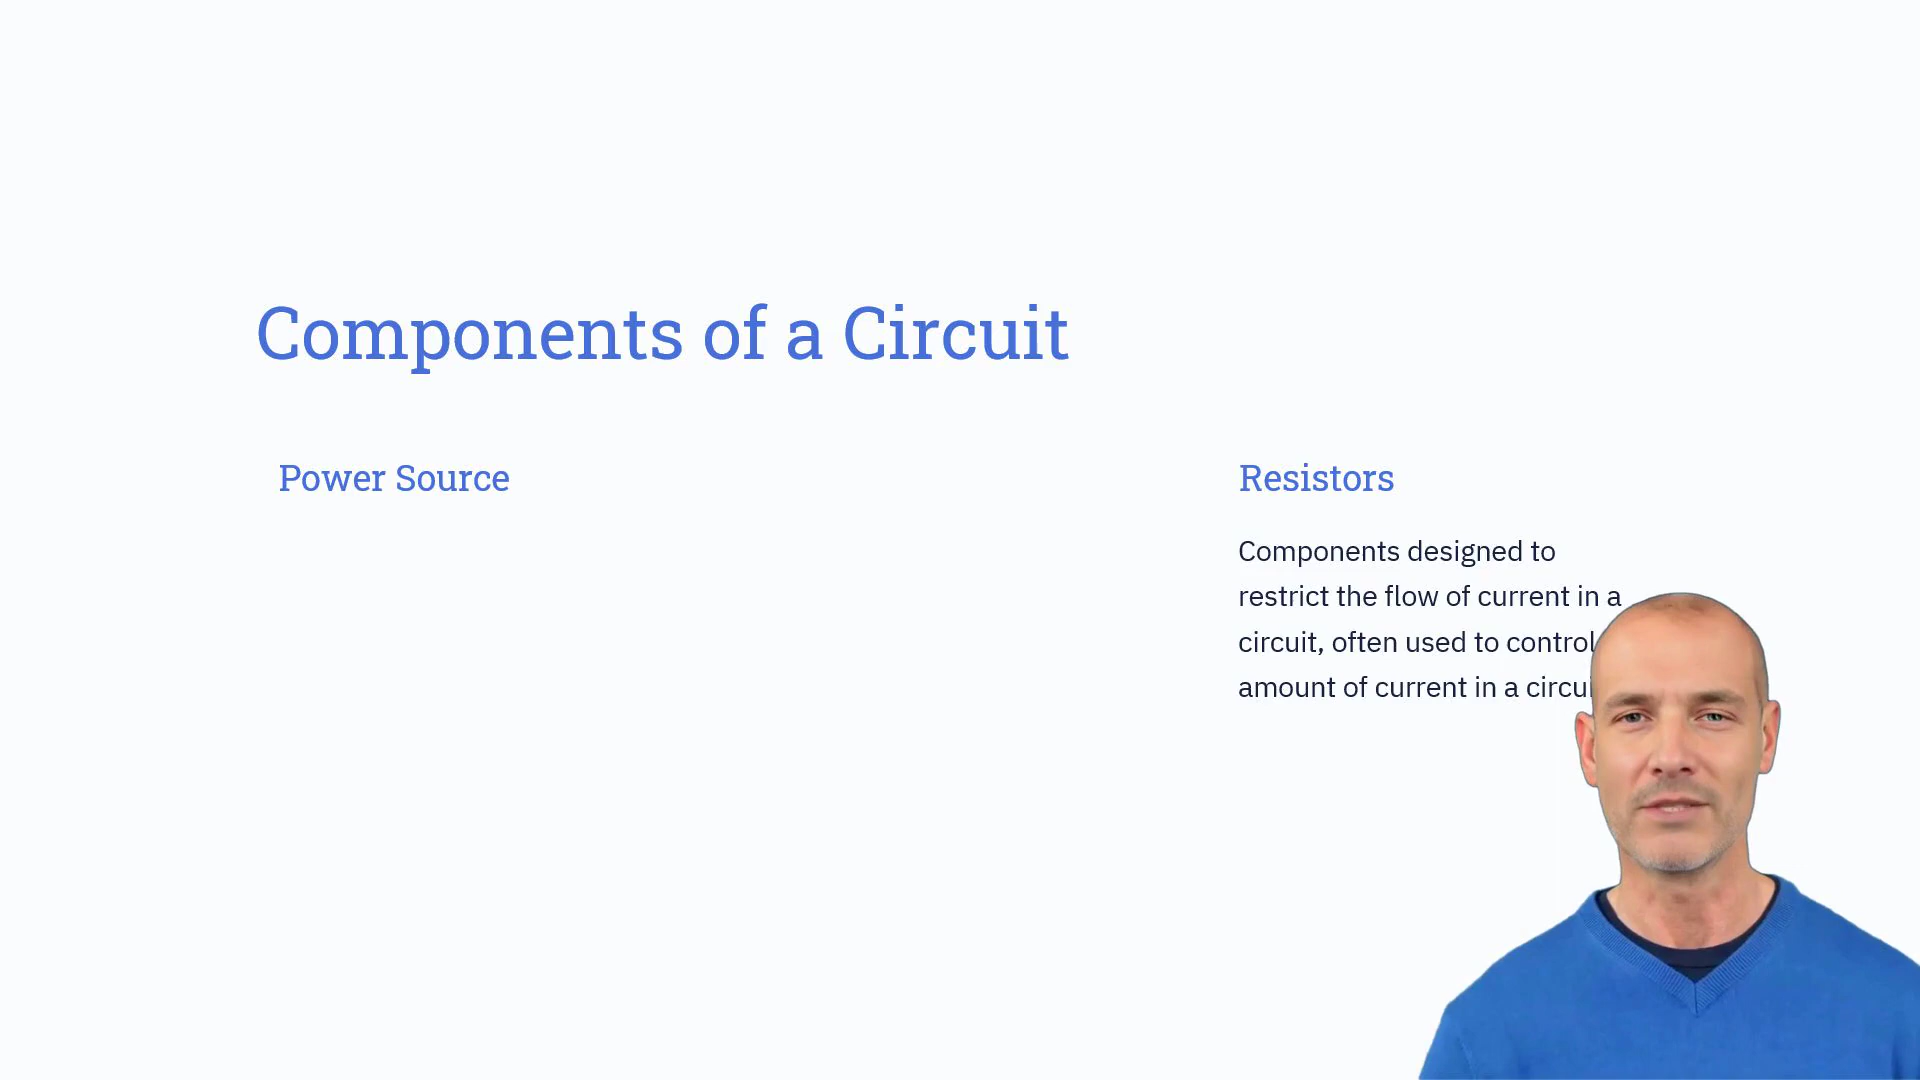 Components of a Circuit
Power Source
Resistors
Components designed to
restrict the flow of current in a
circuit, often used to control
amount of current in a